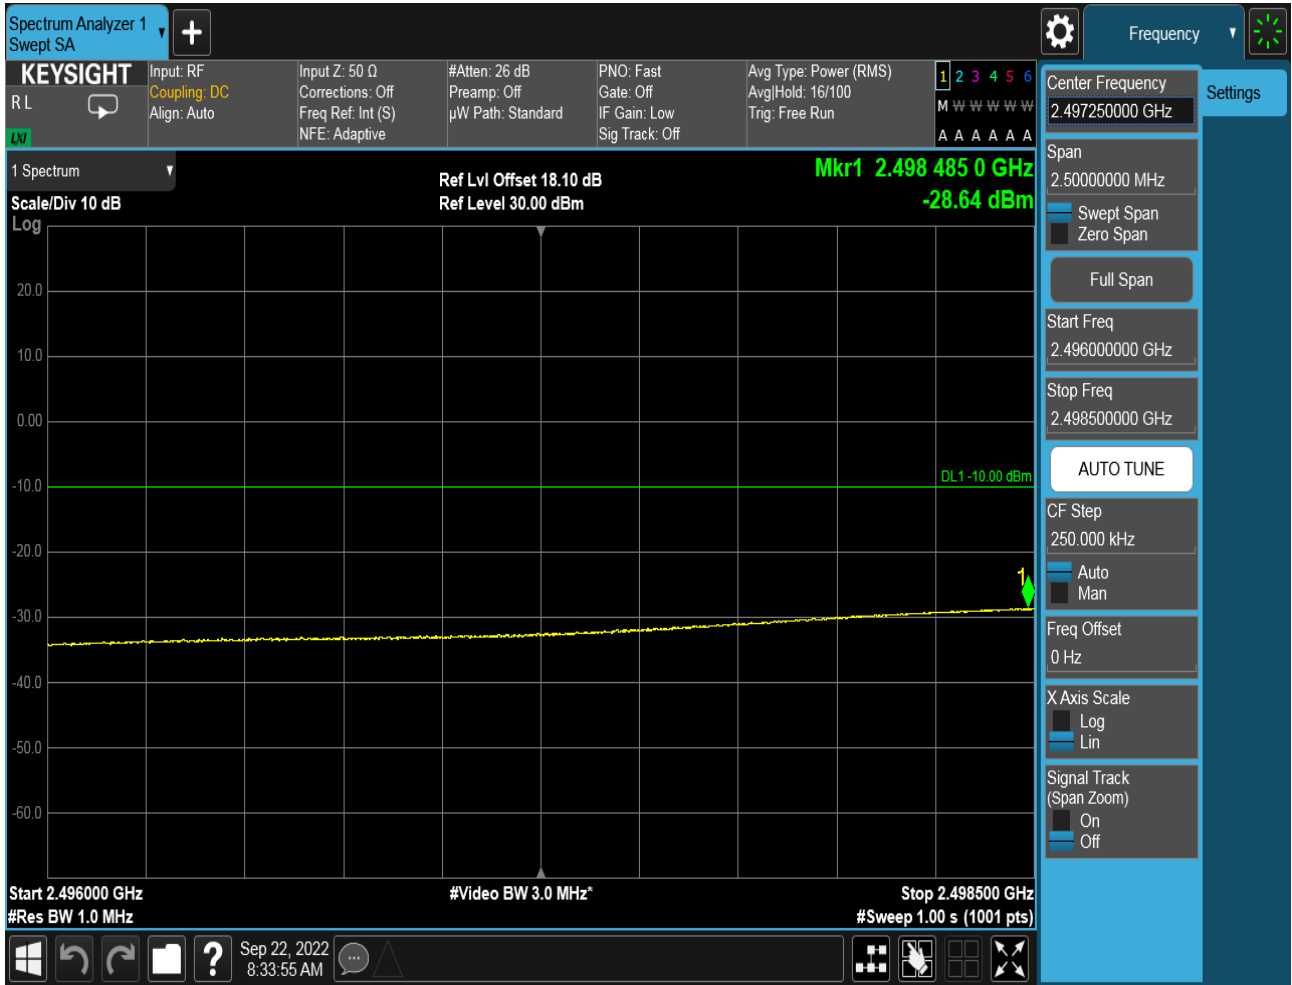 Spectrum Analyzer 1
Swept SA
Frequency
KEYSIGHT
R L
LXI
Input: RF
Coupling: DC
Align: Auto
Input Z: 50 Ω
Corrections: Off
Freq Ref: Int (S)
NFE: Adaptive
#Atten: 26 dB
Preamp: Off
µW Path: Standard
PNO: Fast
Gate: Off
IF Gain: Low
Sig Track: Off
Avg Type: Power (RMS)
Avg|Hold: 16/100
Trig: Free Run
1 2 3 4 5 6
M W W W W W
A A A A A A
1 Spectrum
Scale/Div 10 dB
Log
Ref Lvl Offset 18.10 dB
Ref Level 30.00 dBm
Mkr1 2.498 485 0 GHz
-28.64 dBm
20.0
10.0
0.00
-10.0
-20.0
-30.0
-40.0
-50.0
-60.0
DL1 -10.00 dBm
1
Start 2.496000 GHz
#Res BW 1.0 MHz
#Video BW 3.0 MHz*
Stop 2.498500 GHz
#Sweep 1.00 s (1001 pts)
Center Frequency
2.497250000 GHz
Settings
Span
2.50000000 MHz
Swept Span
Zero Span
Full Span
Start Freq
2.496000000 GHz
Stop Freq
2.498500000 GHz
AUTO TUNE
CF Step
250.000 kHz
Auto
Man
Freq Offset
0 Hz
X Axis Scale
Log
Lin
Signal Track
(Span Zoom)
On
Off
?
Sep 22, 2022
8:33:55 AM